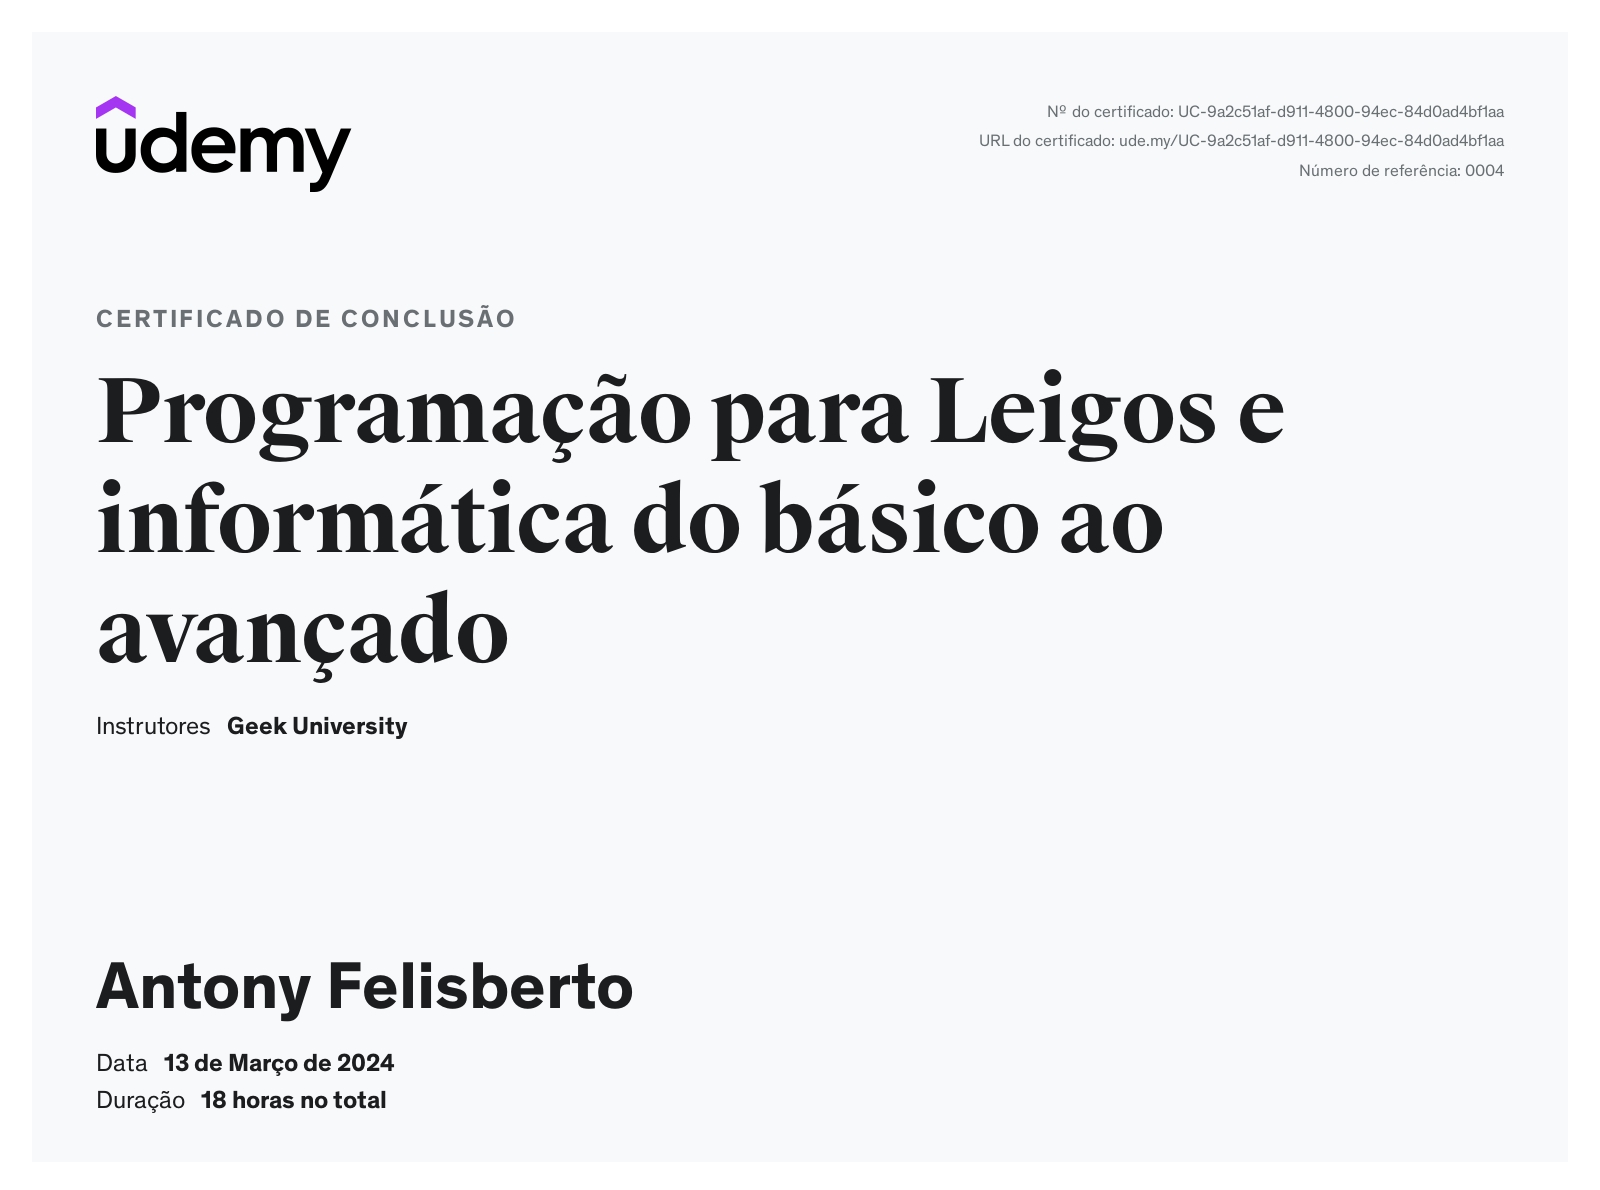 udemy
Nº do certificado: UC-9a2c51af-d911-4800-94ec-84d0ad4bf1aa
URL do certificado: ude.my/UC-9a2c51af-d911-4800-94ec-84d0ad4bf1aa
Número de referência: 0004
CERTIFICADO DE CONCLUSÃO
Programação para Leigos e
informática do básico ao
avançado
Instrutores Geek University
Antony Felisberto
Data 13 de Março de 2024
Duração 18 horas no total